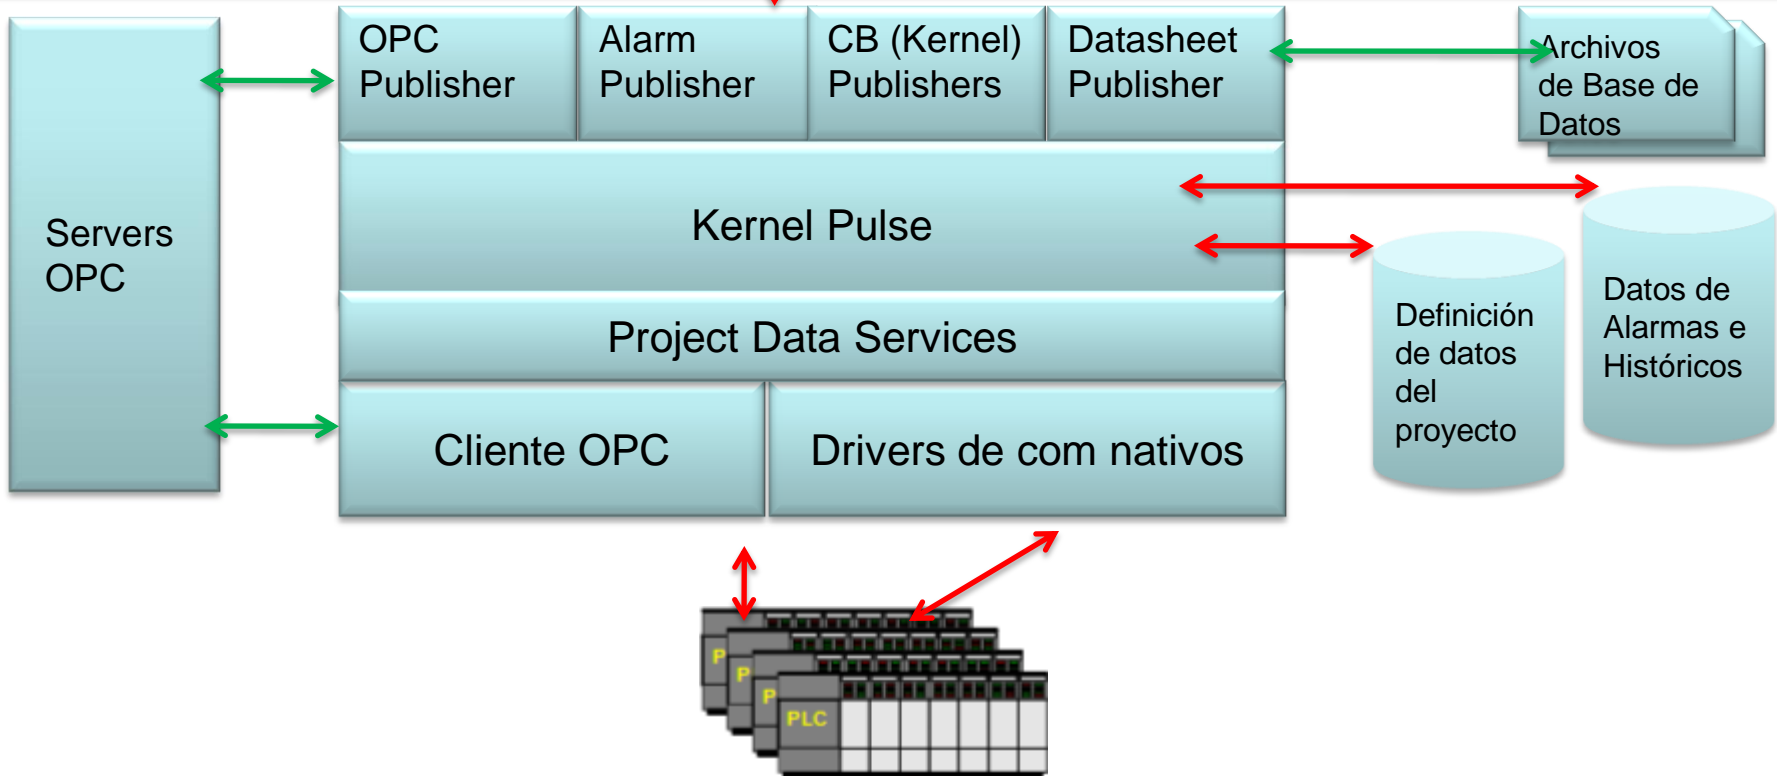 OPC
Publisher
Alarm
Publisher
CB (Kernel)
Publishers
Datasheet
Publisher
Archivos
de Base de
Datos
Servers
OPC
Kernel Pulse
Project Data Services
Cliente OPC
Drivers de com nativos
Definición
de datos
del
proyecto
Datos de
Alarmas e
Históricos
P
P
P
PLC